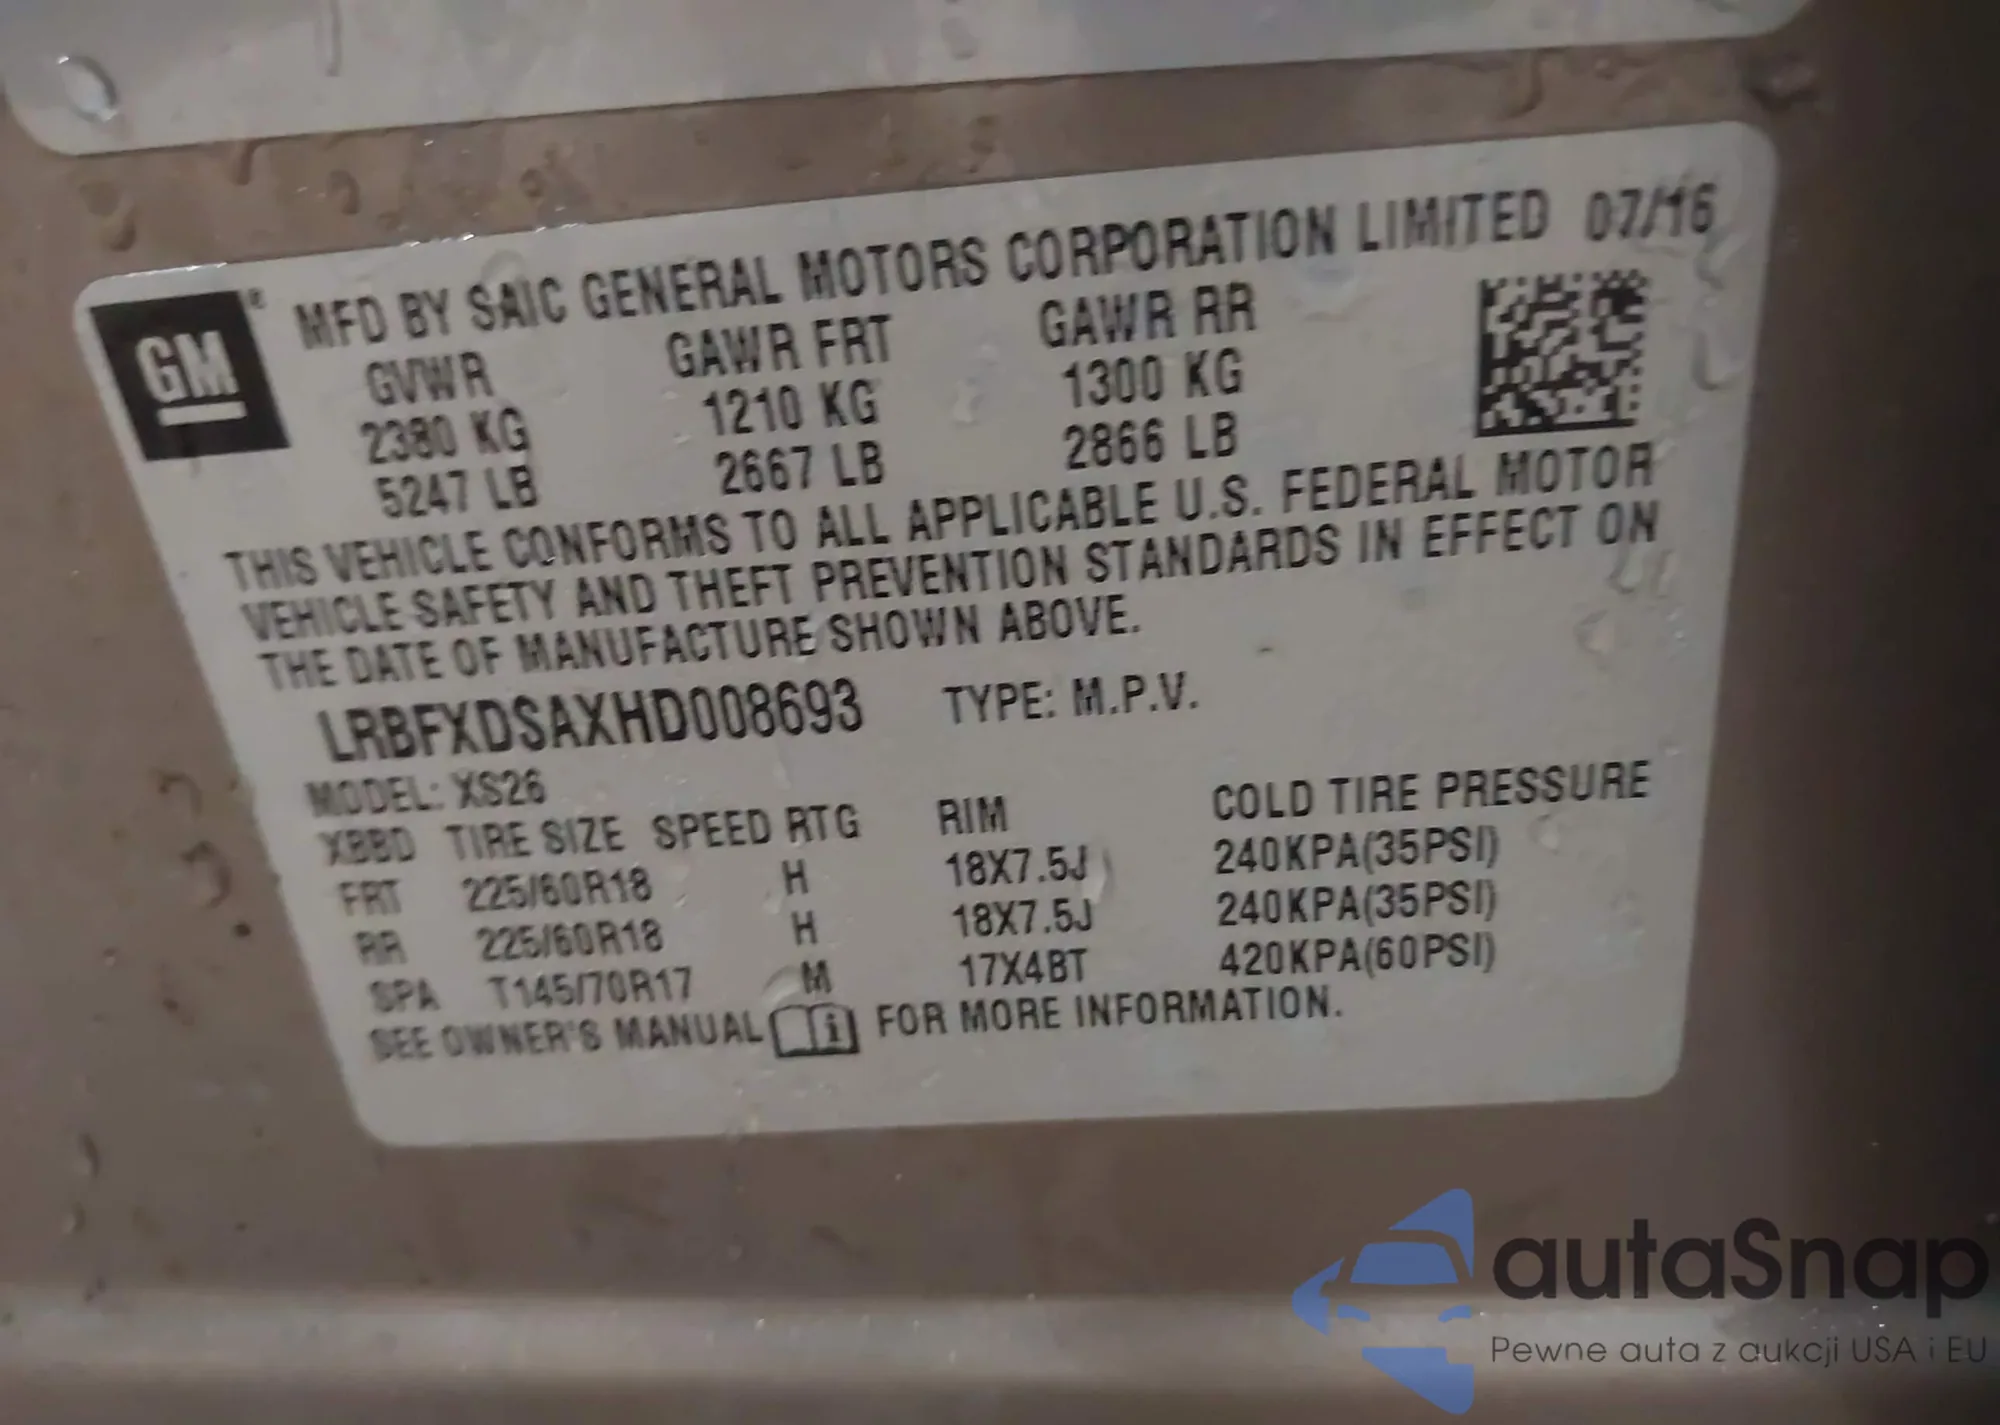 GM ® MFD BY SAIC GENERAL MOTORS CORPORATION LIMITED 07/16
GVWR GAWR FRT GAWR RR
2380 KG 1210 KG 1300 KG
5247 LB 2667 LB 2866 LB
THIS VEHICLE CONFORMS TO ALL APPLICABLE U.S. FEDERAL MOTOR
VEHICLE SAFETY AND THEFT PREVENTION STANDARDS IN EFFECT ON
THE DATE OF MANUFACTURE SHOWN ABOVE.
LRBFXDSAXHD008693 TYPE: M.P.V.
MODEL: XS26
XBBD TIRE SIZE SPEED RTG RIM COLD TIRE PRESSURE
FRT 225/60R18 H 18X7.5J 240KPA(35PSI)
RR 225/60R18 H 18X7.5J 240KPA(35PSI)
SPA T145/70R17 M 17X4BT 420KPA(60PSI)
SEE OWNER'S MANUAL i FOR MORE INFORMATION.
autaSnap
Pewne auta z aukcji USA i EU